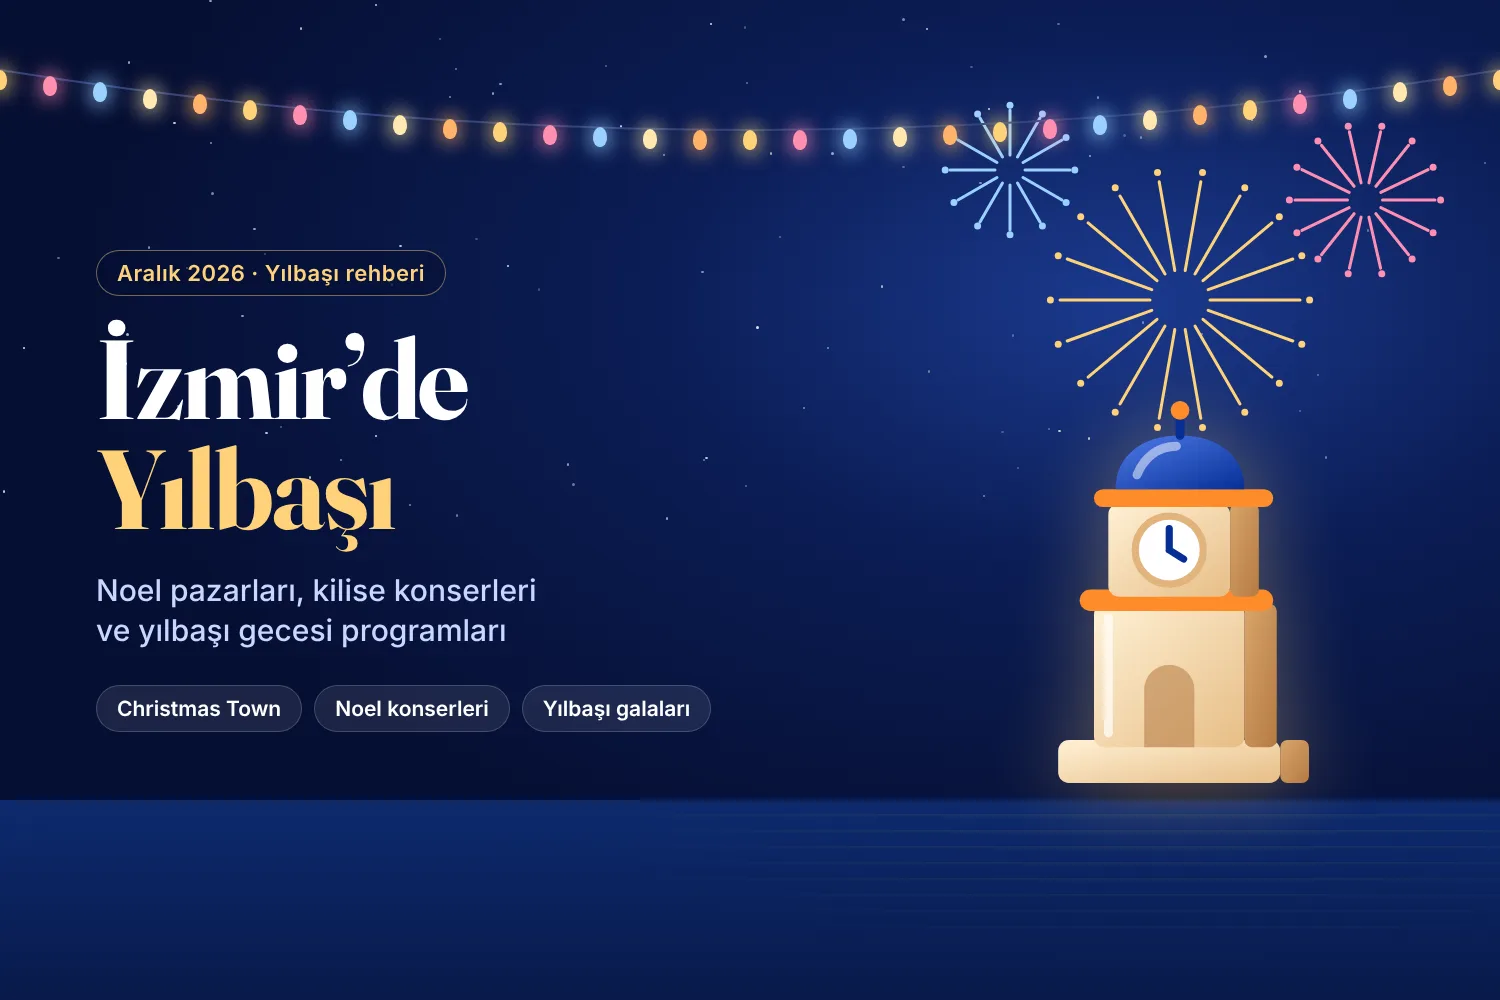 Aralık 2026 · Yılbaşı rehberi
İzmir’de
Yılbaşı
Noel pazarları, kilise konserleri
ve yılbaşı gecesi programları
Christmas Town
Noel konserleri
Yılbaşı galaları